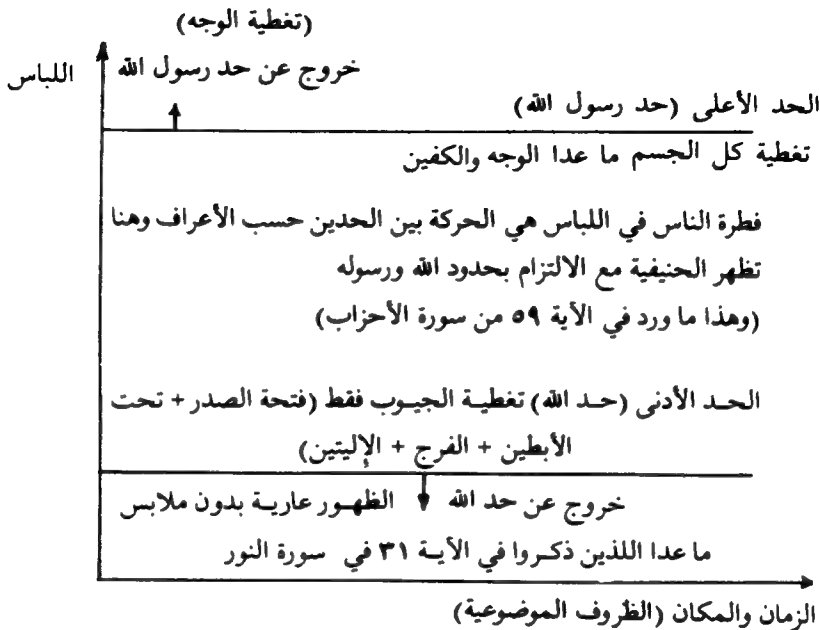 (تغطية الوجه)
اللباس
خروج عن حد رسول الله
الحد الأعلى (حد رسول الله)
تغطية كل الجسم ما عدا الوجه والكفين
فطرة الناس في اللباس هي الحركة بين الحدين حسب الأعراف وهنا
تظهر الحنيفية مع الالتزام بحدود الله ورسوله
(وهذا ما ورد في الآية ٥٩ من سورة الأحزاب)
الحد الأدنى (حد الله) تغطية الجيوب فقط (فتحة الصدر + تحت
الأبطين + الفرج + الإليتين)
خروج عن حد الله الظهور عارية بدون ملابس
ما عدا اللذين ذكروا في الآية ٣١ في سورة النور
الزمان والمكان (الظروف الموضوعية)